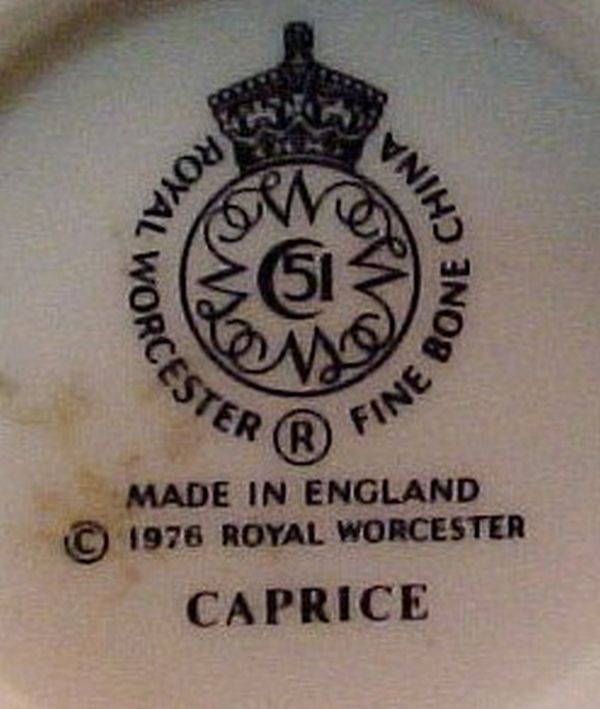 ROYAL WORCESTER FINE BONE CHINA
51
R
MADE IN ENGLAND
© 1976 ROYAL WORCESTER
CAPRICE